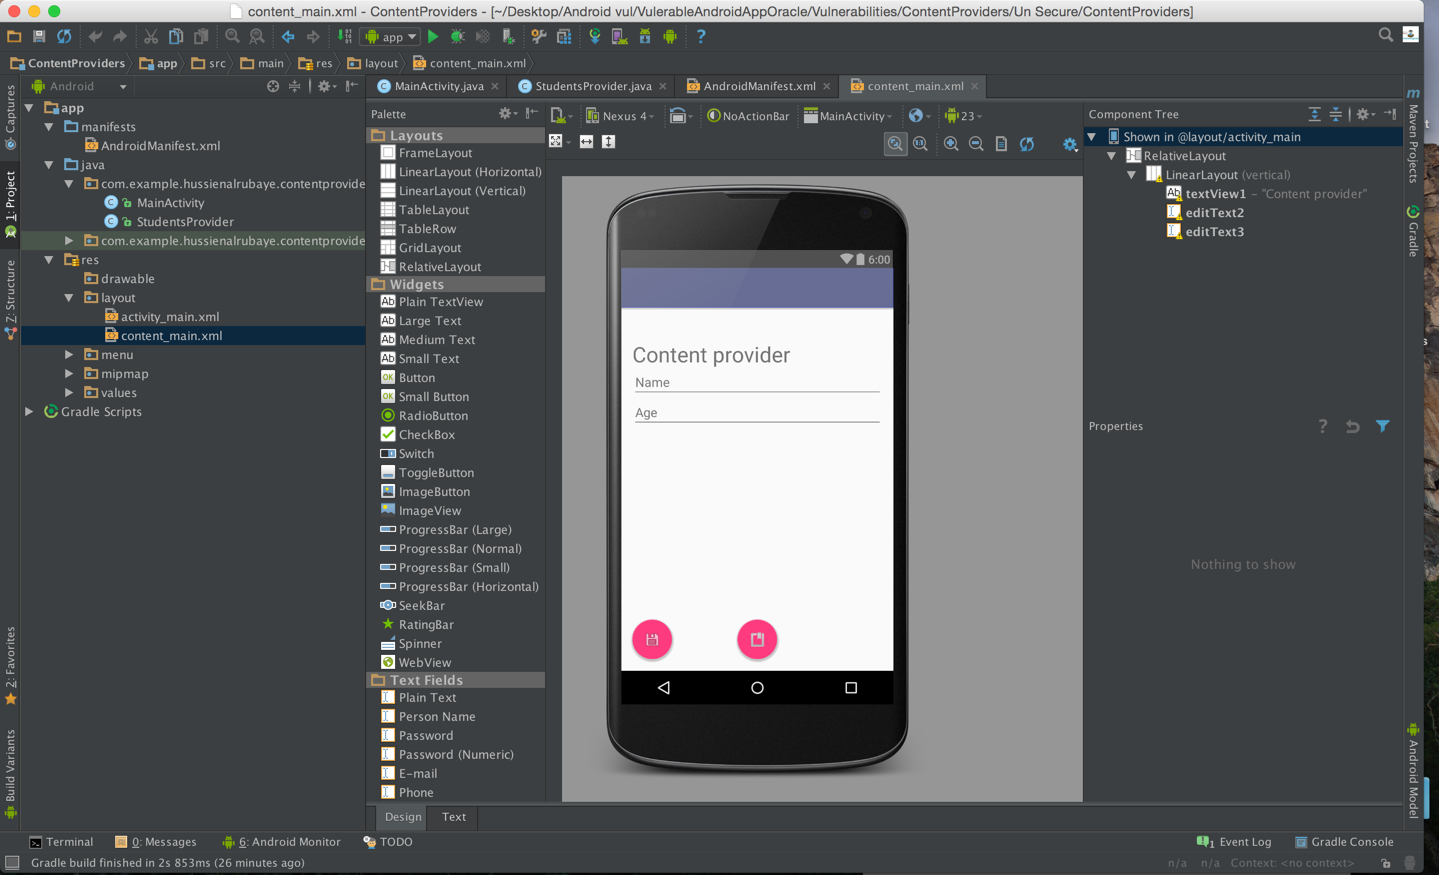 content_main.xml - ContentProviders - [~/Desktop/Android vul/VulerableAndroidAppOracle/Vulnerabilities/ContentProviders/Un Secure/ContentProviders]
app
ContentProviders app src main res layout content_main.xml
Android
MainActivity.java StudentsProvider.java AndroidManifest.xml content_main.xml
Captures
1: Project
Z: Structure
2: Favorites
Build Variants
app
manifests
AndroidManifest.xml
java
com.example.hussienalrubaye.contentprovide
MainActivity
StudentsProvider
com.example.hussienalrubaye.contentprovide
res
drawable
layout
activity_main.xml
content_main.xml
menu
mipmap
values
Gradle Scripts
Palette
Layouts
FrameLayout
LinearLayout (Horizontal)
LinearLayout (Vertical)
TableLayout
TableRow
GridLayout
RelativeLayout
Widgets
Plain TextView
Large Text
Medium Text
Small Text
Button
Small Button
RadioButton
CheckBox
Switch
ToggleButton
ImageButton
ImageView
ProgressBar (Large)
ProgressBar (Normal)
ProgressBar (Small)
ProgressBar (Horizontal)
SeekBar
RatingBar
Spinner
WebView
Text Fields
Plain Text
Person Name
Password
Password (Numeric)
E-mail
Phone
Nexus 4 NoActionBar MainActivity 23
6:00
Content provider
Name
Age
Design Text
Component Tree
Shown in @layout/activity_main
RelativeLayout
LinearLayout (vertical)
textView1 – "Content provider"
editText2
editText3
Properties
Nothing to show
Maven Projects
Gradle
Android Model
Terminal 0: Messages 6: Android Monitor TODO 1 Event Log Gradle Console
Gradle build finished in 2s 853ms (26 minutes ago) n/a n/a Context: <no context>